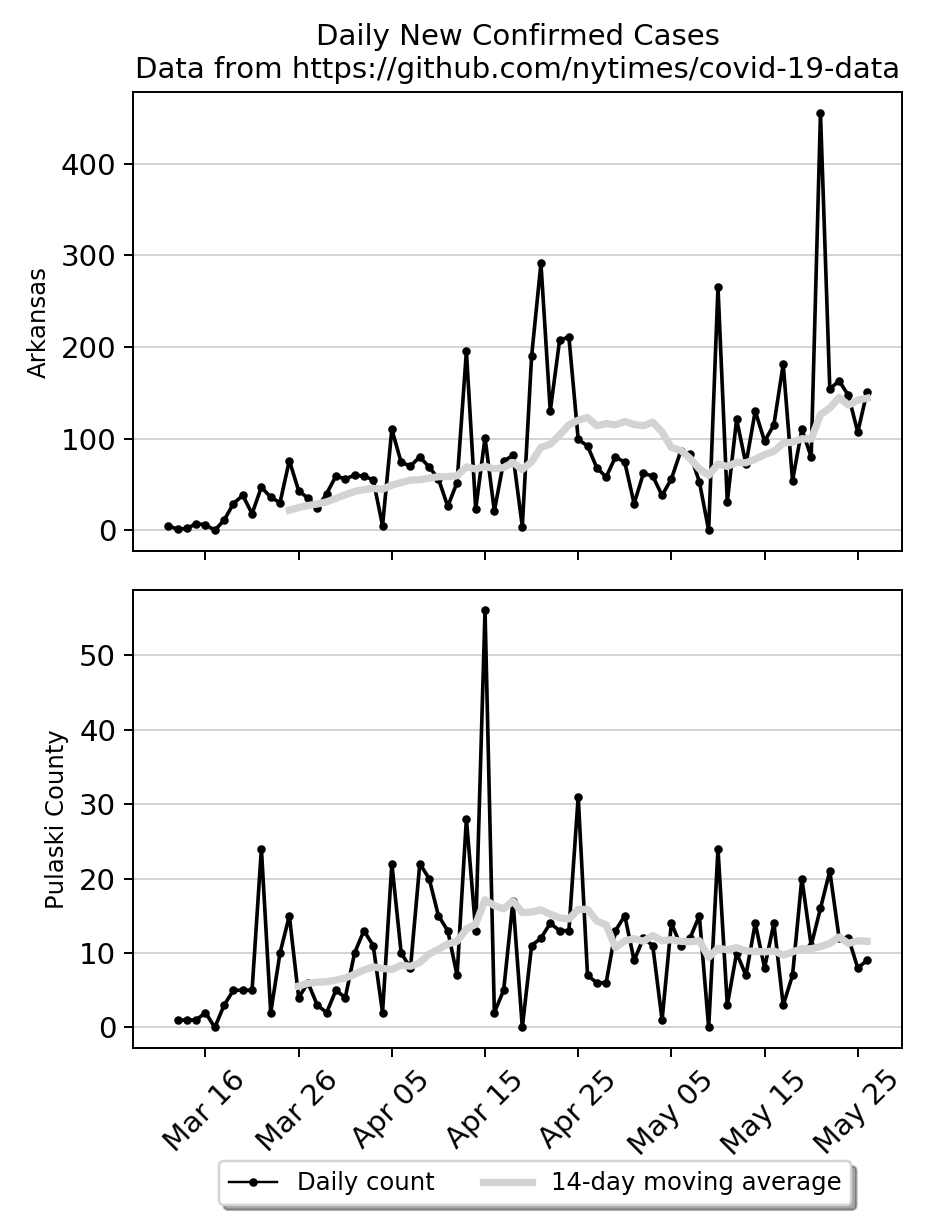 Daily New Confirmed Cases
Data from https://github.com/nytimes/covid-19-data
Arkansas
400
300
200
100
0
Pulaski County
50
40
30
20
10
0
Mar 16
Mar 26
Apr 05
Apr 15
Apr 25
May 05
May 15
May 25
Daily count
14-day moving average